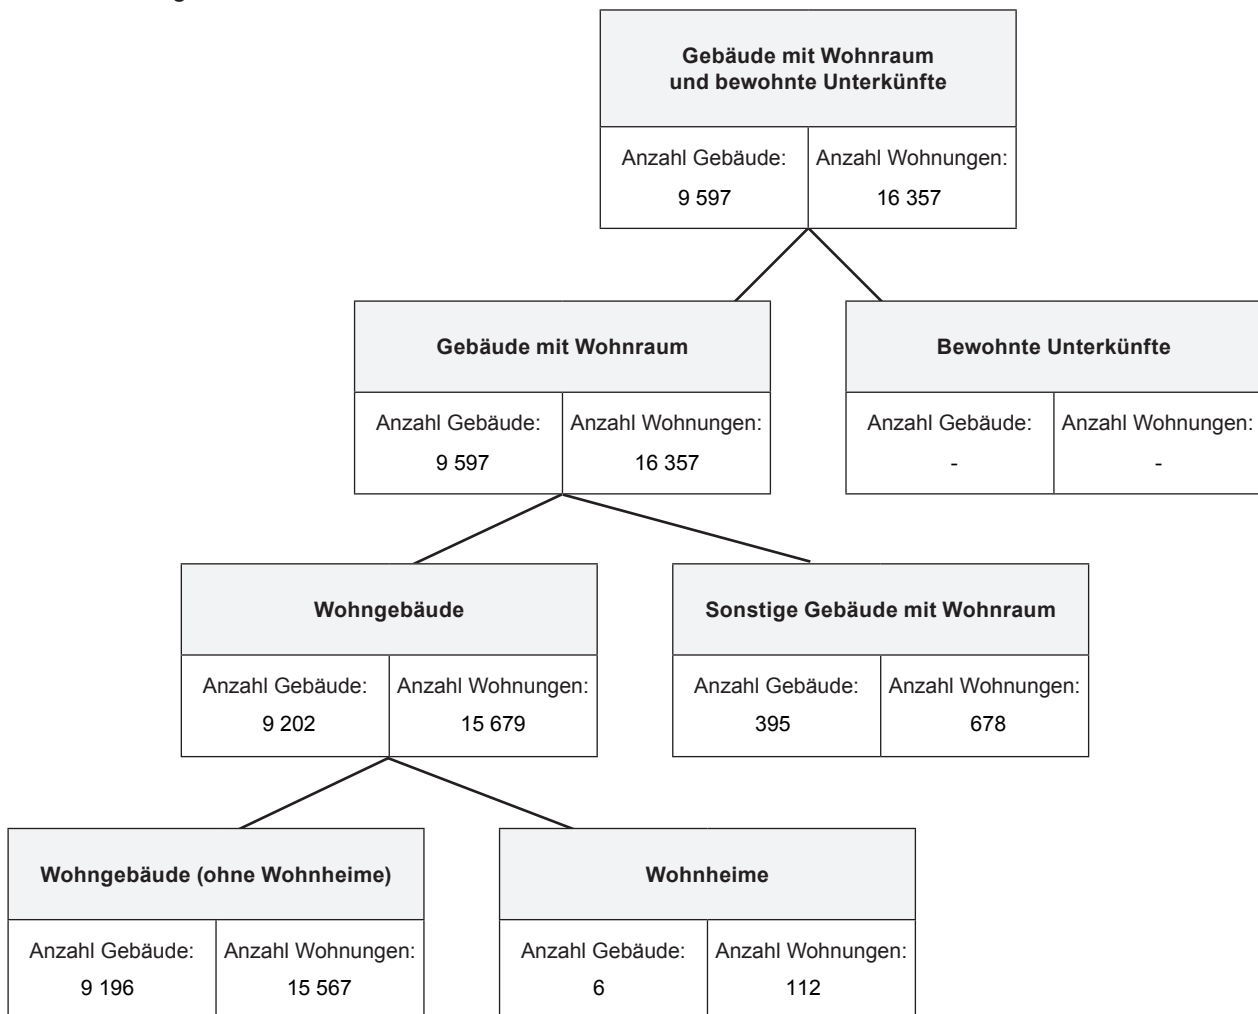 Gebäude mit Wohnraum
und bewohnte Unterkünfte
Anzahl Gebäude: Anzahl Wohnungen:
9 597 16 357
Gebäude mit Wohnraum Bewohnte Unterkünfte
Anzahl Gebäude: Anzahl Wohnungen: Anzahl Gebäude: Anzahl Wohnungen:
9 597 16 357 - -
Wohngebäude Sonstige Gebäude mit Wohnraum
Anzahl Gebäude: Anzahl Wohnungen: Anzahl Gebäude: Anzahl Wohnungen:
9 202 15 679 395 678
Wohngebäude (ohne Wohnheime) Wohnheime
Anzahl Gebäude: Anzahl Wohnungen: Anzahl Gebäude: Anzahl Wohnungen:
9 196 15 567 6 112